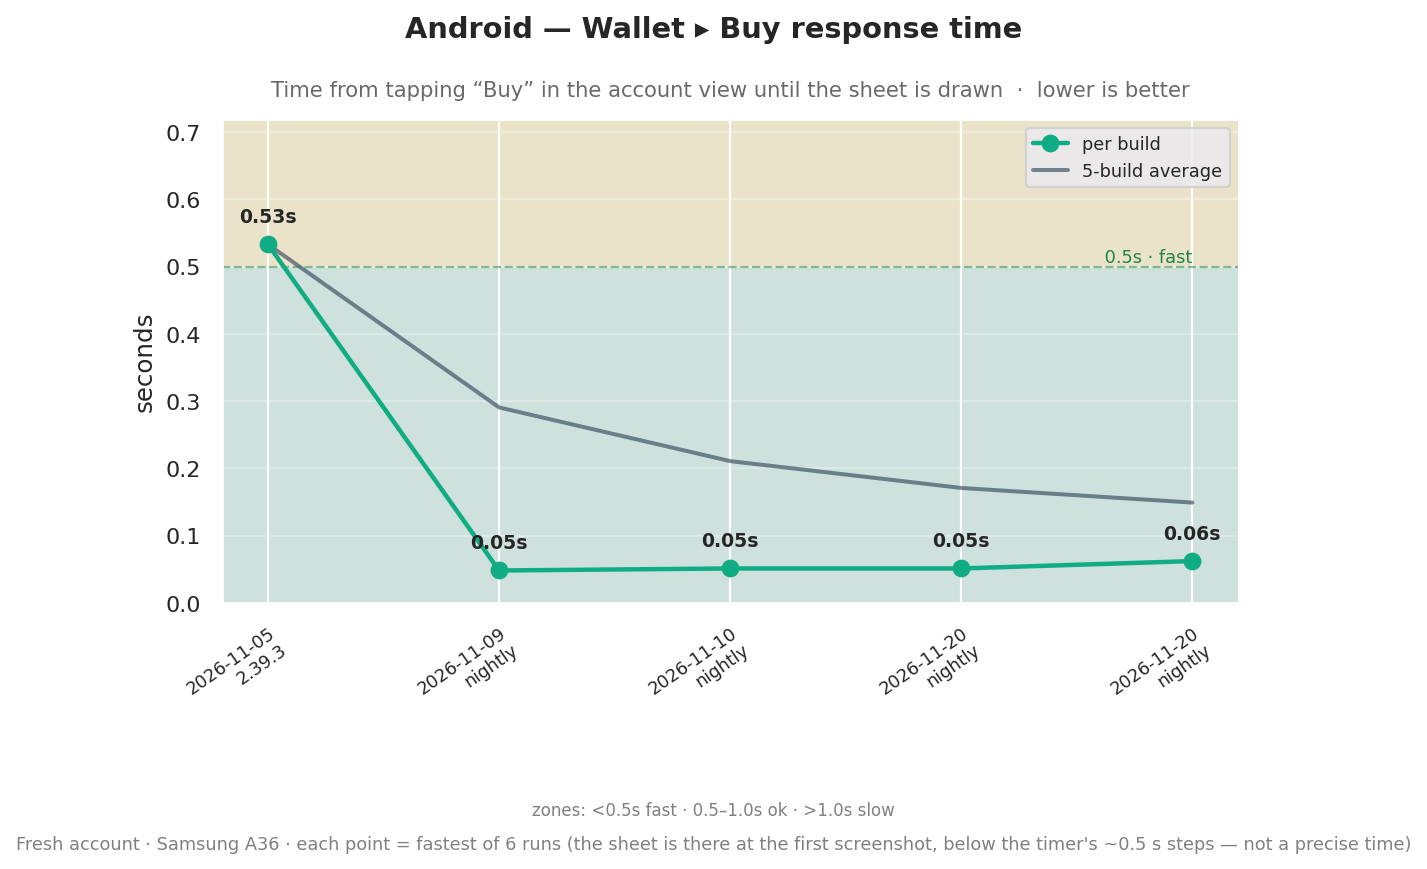 Android — Wallet ▸ Buy response time
Time from tapping “Buy” in the account view until the sheet is drawn · lower is better
per build
5-build average
0.5s · fast
seconds
0.7
0.6
0.5
0.4
0.3
0.2
0.1
0.0
0.53s
0.05s
0.05s
0.05s
0.06s
2026-11-05
2.39.3
2026-11-09
nightly
2026-11-10
nightly
2026-11-20
nightly
2026-11-20
nightly
zones: <0.5s fast · 0.5–1.0s ok · >1.0s slow
Fresh account · Samsung A36 · each point = fastest of 6 runs (the sheet is there at the first screenshot, below the timer's ~0.5 s steps — not a precise time)